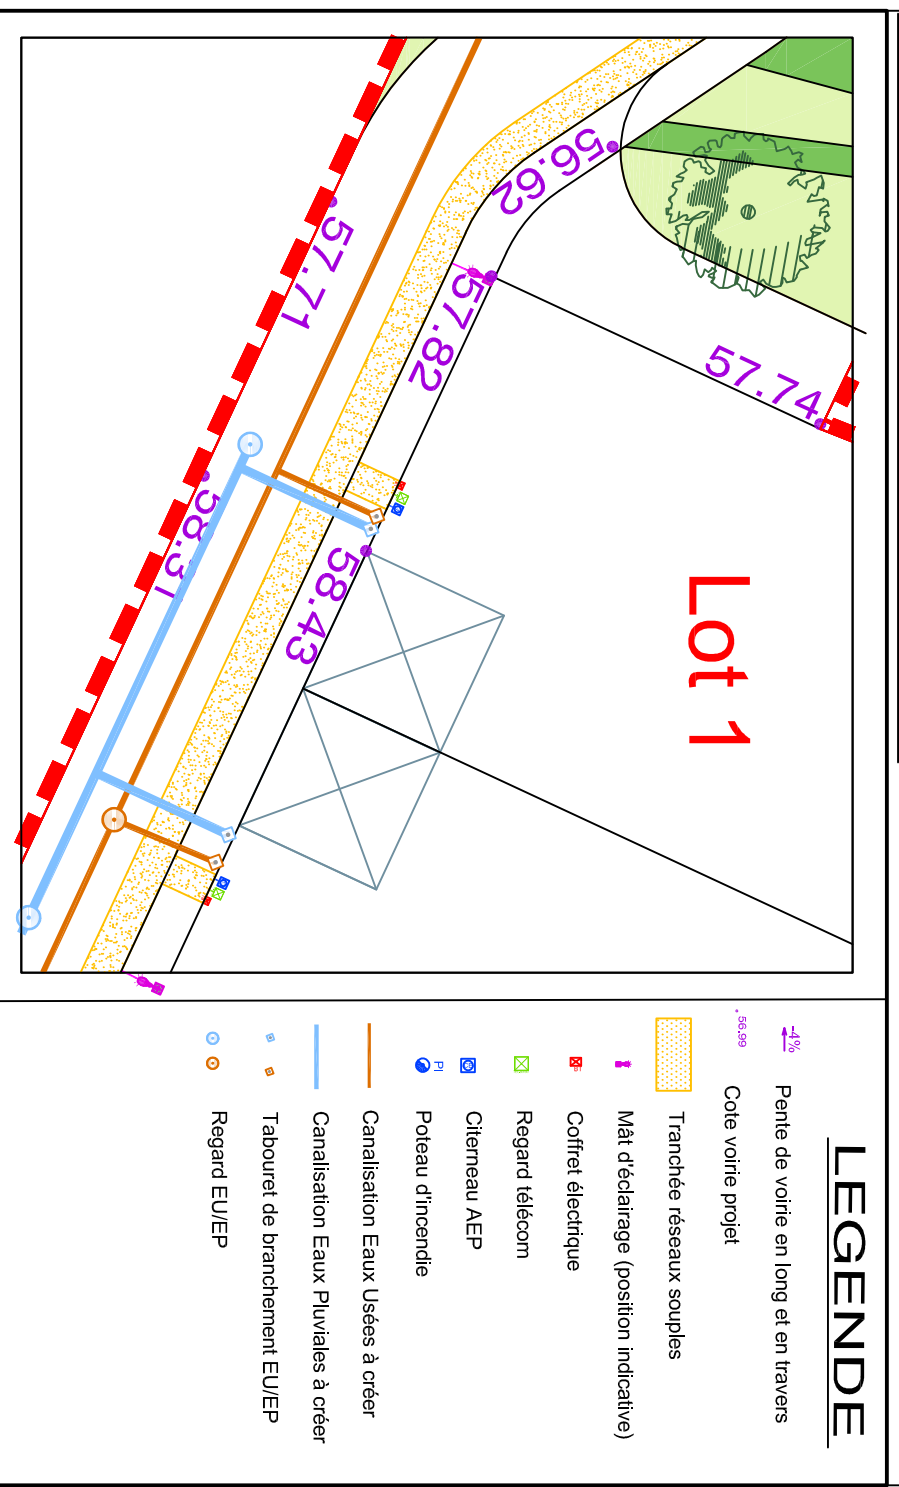 56.62
57.71
57.82
57.74
58.43
Lot 1
LEGENDE
-4%
Pente de voirie en long et en travers
56.99
Cote voirie projet
Tranchée réseaux souples
Mât d'éclairage (position indicative)
Coffret électrique
Regard télécom
Citerneau AEP
PI
Poteau d'incendie
Canalisation Eaux Usées à créer
Canalisation Eaux Pluviales à créer
Tabouret de branchement EU/EP
Regard EU/EP